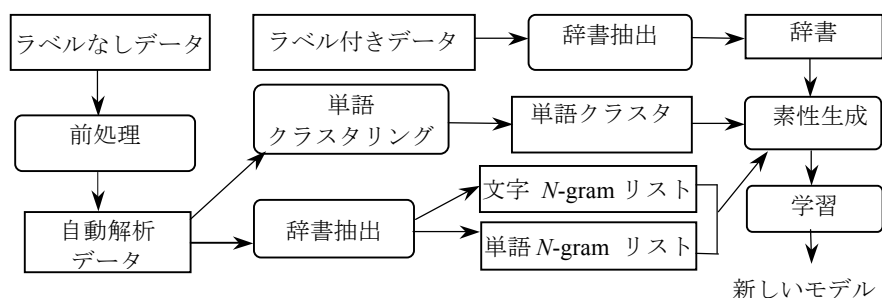 ラベルなしデータ
ラベル付きデータ
辞書抽出
辞書
前処理
単語
クラスタリング
単語クラスタ
素性生成
自動解析
データ
辞書抽出
文字 N-gram リスト
単語 N-gram リスト
学習
新しいモデル